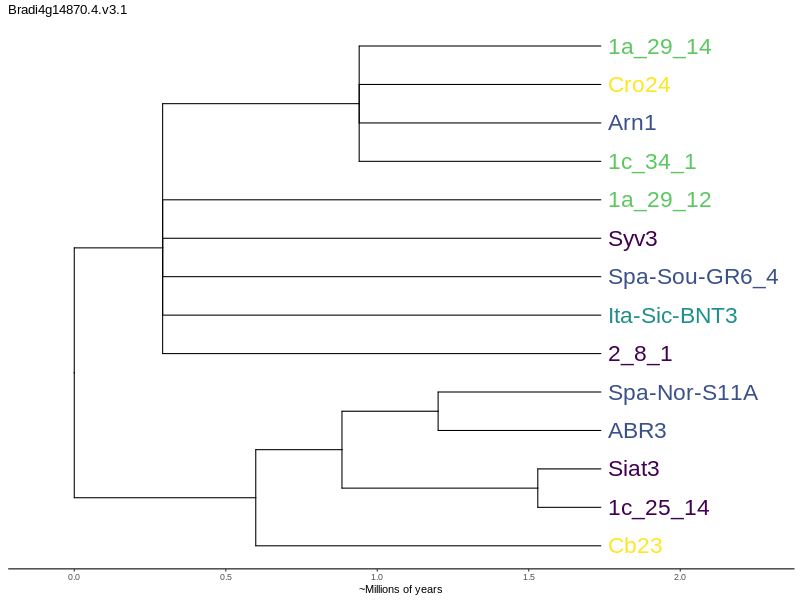 Bradi4g14870.4.v3.1
1a_29_14
Cro24
Arn1
1c_34_1
1a_29_12
Syv3
Spa-Sou-GR6_4
Ita-Sic-BNT3
2_8_1
Spa-Nor-S11A
ABR3
Siat3
1c_25_14
Cb23
0.0 0.5 1.0 1.5 2.0
~Millions of years